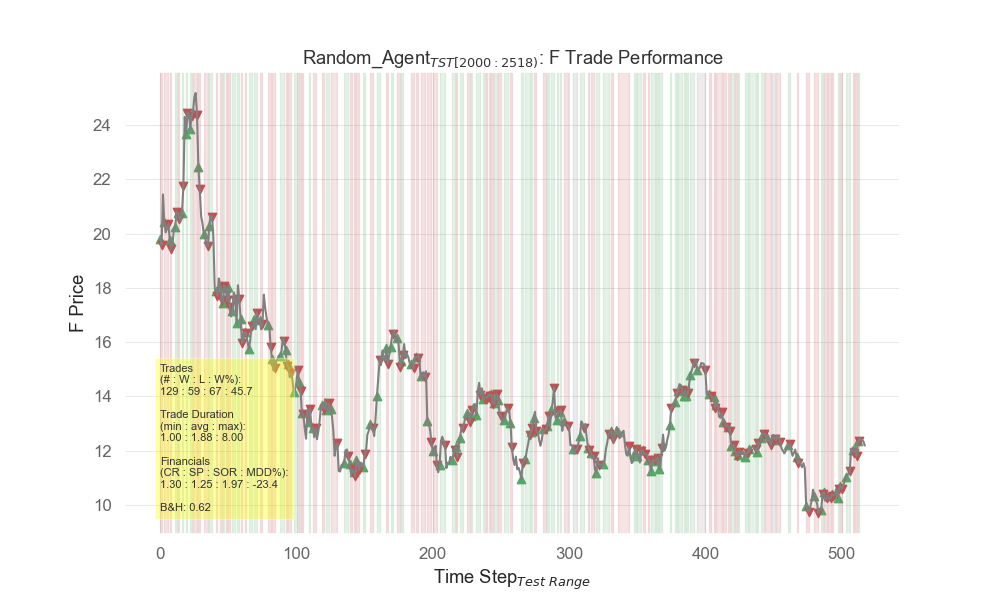 Random_Agent TST[2000 : 2518): F Trade Performance
F Price
24
22
20
18
16
14
12
10
Trades
(# : W : L : W%):
129 : 59 : 67 : 45.7
Trade Duration
(min : avg : max):
1.00 : 1.88 : 8.00
Financials
(CR : SP : SOR : MDD%):
1.30 : 1.25 : 1.97 : -23.4
B&H: 0.62
0 100 200 300 400 500
Time Step Test Range